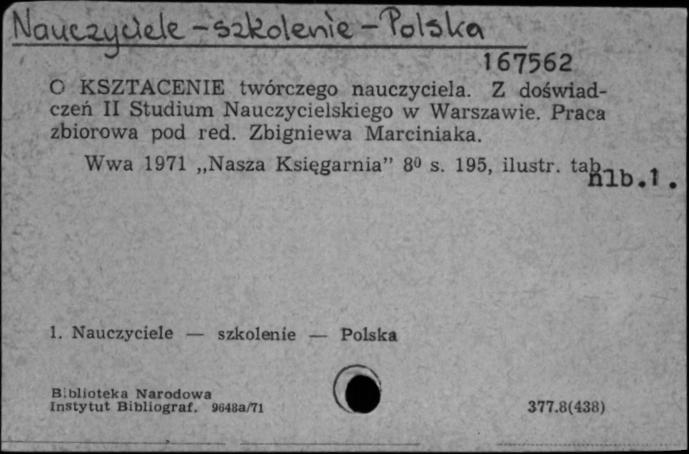 Nauczyciele - szkolenie - Polska
167562
O KSZTACENIE twórczego nauczyciela. Z doświad-
czeń II Studium Nauczycielskiego w Warszawie. Praca
zbiorowa pod red. Zbigniewa Marciniaka.
Wwa 1971 „Nasza Księgarnia” 8⁰ s. 195, ilustr. tab
nlb.1.
1. Nauczyciele — szkolenie — Polska
Biblioteka Narodowa
Instytut Bibliograf. 9648a/71
377.8(438)